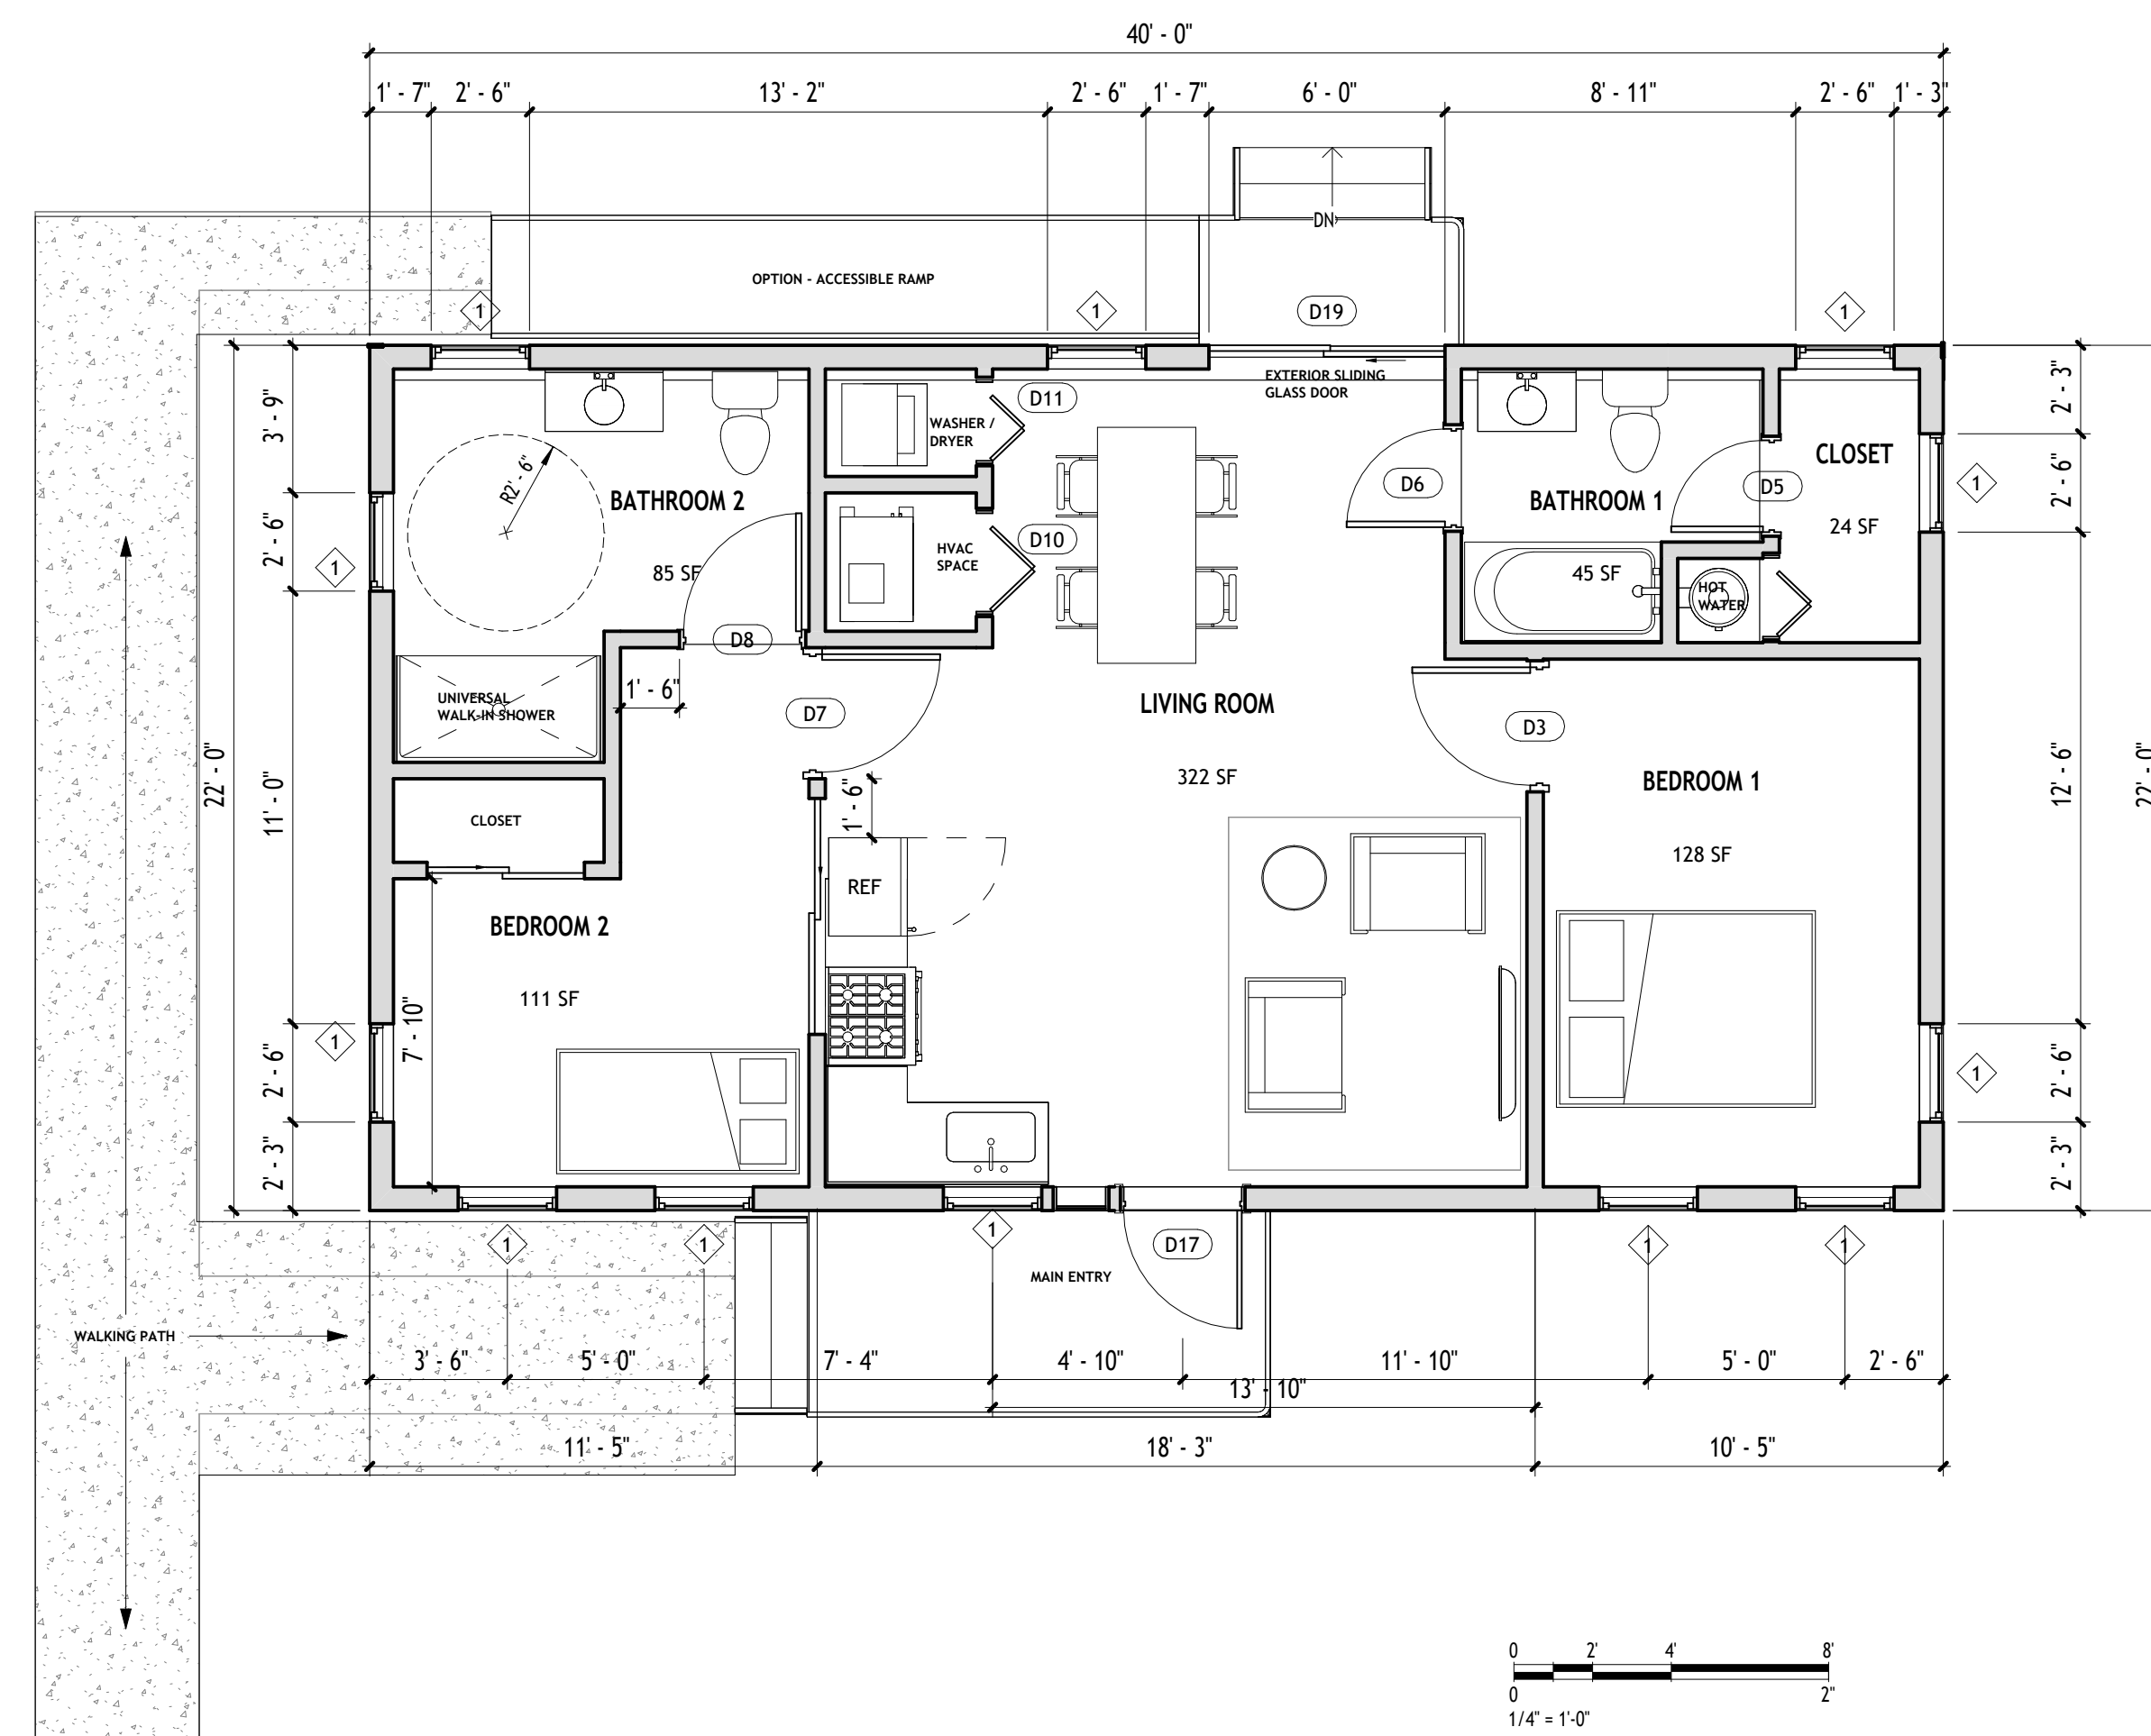 40' - 0"
1' - 7"
2' - 6"
13' - 2"
2' - 6"
1' - 7"
6' - 0"
8' - 11"
2' - 6"
1' - 3"
DN
OPTION - ACCESSIBLE RAMP
1
1
D19
1
EXTERIOR SLIDING
GLASS DOOR
D11
WASHER /
DRYER
3' - 9"
2' - 3"
CLOSET
R2' - 6"
BATHROOM 2
D6
BATHROOM 1
D5
1
2' - 6"
24 SF
2' - 6"
D10
HVAC
SPACE
1
85 SF
45 SF
HOT
WATER
D8
UNIVERSAL
WALK-IN SHOWER
1' - 6"
D7
LIVING ROOM
D3
22' - 0"
11' - 0"
322 SF
BEDROOM 1
12' - 6"
22' - 0"
CLOSET
1' - 6"
128 SF
REF
BEDROOM 2
111 SF
7' - 10"
1
2' - 6"
1
2' - 6"
2' - 3"
2' - 3"
1
1
1
D17
1
1
MAIN ENTRY
WALKING PATH
3' - 6"
5' - 0"
7' - 4"
4' - 10"
11' - 10"
5' - 0"
2' - 6"
13' - 10"
11' - 5"
18' - 3"
10' - 5"
0
2'
4'
8'
0
2"
1/4" = 1'-0"